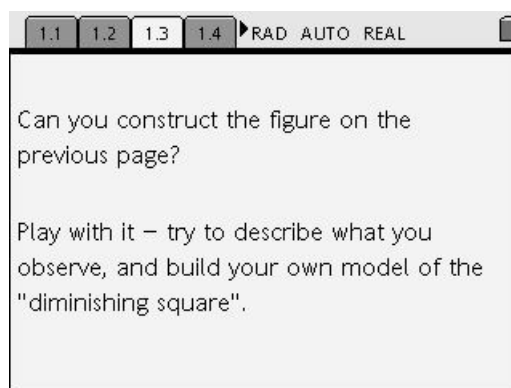 1.1 1.2 1.3 1.4 RAD AUTO REAL
Can you construct the figure on the
previous page?
Play with it – try to describe what you
observe, and build your own model of the
"diminishing square".